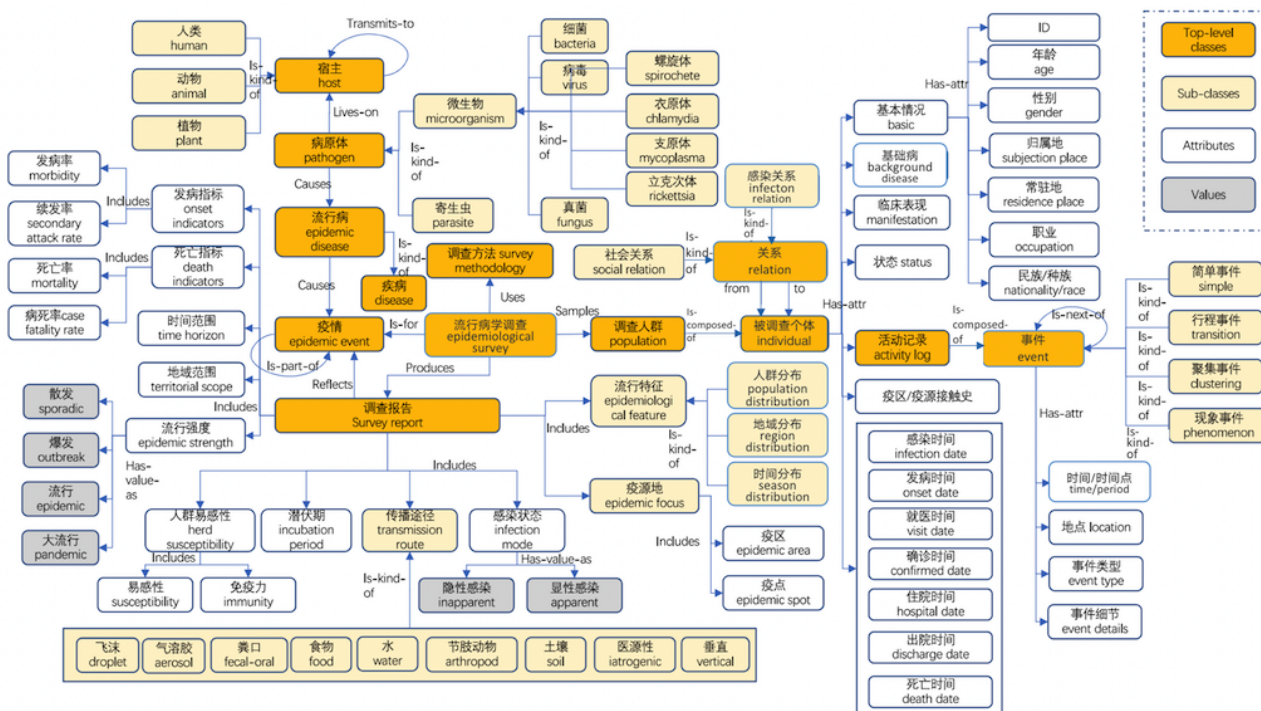 人类
human
动物
animal
植物
plant
Is-
kind-
of
Transmits-to
宿主
host
Lives-on
病原体
pathogen
Causes
流行病
epidemic
disease
Is-
kind-
of
疾病
disease
Causes
疫情
epidemic event
Is-part-of
Reflects
Is-
kind-
of
微生物
microorganism
寄生虫
parasite
细菌
bacteria
病毒
virus
Is-
kind-
of
真菌
fungus
螺旋体
spirochete
衣原体
chlamydia
支原体
mycoplasma
立克次体
rickettsia
发病率
morbidity
续发率
secondary
attack rate
死亡率
mortality
病死率case
fatality rate
Includes
Includes
发病指标
onset
indicators
死亡指标
death
indicators
时间范围
time horizon
地域范围
territorial scope
Includes
流行强度
epidemic strength
散发
sporadic
爆发
outbreak
流行
epidemic
大流行
pandemic
Has-
value-
as
调查方法 survey
methodology
Uses
Is-for
流行病学调查
epidemiological
survey
Samples
Produces
调查报告
Survey report
调查人群
population
Is-
composed-
of
被调查个体
individual
感染关系
infecton
relation
Is-
kind-
of
社会关系
social relation
Is-
kind-
of
关系
relation
from
to
Has-attr
Includes
流行特征
epidemiologi
cal feature
Is-
kind-
of
人群分布
population
distribution
地域分布
region
distribution
时间分布
season
distribution
疫源地
epidemic focus
Includes
疫区
epidemic area
疫点
epidemic spot
Includes
人群易感性
herd
susceptibility
潜伏期
incubation
period
传播途径
transmission
route
感染状态
infection
mode
Includes
易感性
susceptibility
免疫力
immunity
Is-kind-
of
Has-value-as
隐性感染
inapparent
显性感染
apparent
飞沫
droplet
气溶胶
aerosol
粪口
fecal-oral
食物
food
水
water
节肢动物
arthropod
土壤
soil
医源性
iatrogenic
垂直
vertical
基本情况
basic
基础病
background
disease
临床表现
manifestation
状态 status
活动记录
activity log
疫区/疫源接触史
感染时间
infection date
发病时间
onset date
就医时间
visit date
确诊时间
confirmed date
住院时间
hospital date
出院时间
discharge date
死亡时间
death date
Has-attr
ID
年龄
age
性别
gender
归属地
subjection place
常驻地
residence place
职业
occupation
民族/种族
nationality/race
Is-
composed-
of
Is-next-of
事件
event
Has-attr
时间/时间点
time/period
地点 location
事件类型
event type
事件细节
event details
Is-
kind-
of
Is-
kind-
of
Is-
kind-
of
Is-
kind-
of
简单事件
simple
行程事件
transition
聚集事件
clustering
现象事件
phenomenon
Top-level
classes
Sub-classes
Attributes
Values